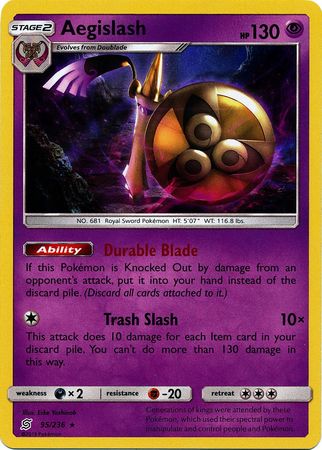 STAGE2 Aegislash HP 130
Evolves from Doublade
NO. 681 Royal Sword Pokémon HT: 5'07" WT: 116.8 lbs.
Ability Durable Blade
If this Pokémon is Knocked Out by damage from an
opponent's attack, put it into your hand instead of the
discard pile. (Discard all cards attached to it.)
Trash Slash 10×
This attack does 10 damage for each Item card in your
discard pile. You can't do more than 130 damage in
this way.
weakness ×2 resistance -20 retreat
Illus.
95/236 ★
Generations of kings were attended by these
Pokémon, which used their spectral power to
manipulate and control people and Pokémon.
©2019 Pokémon